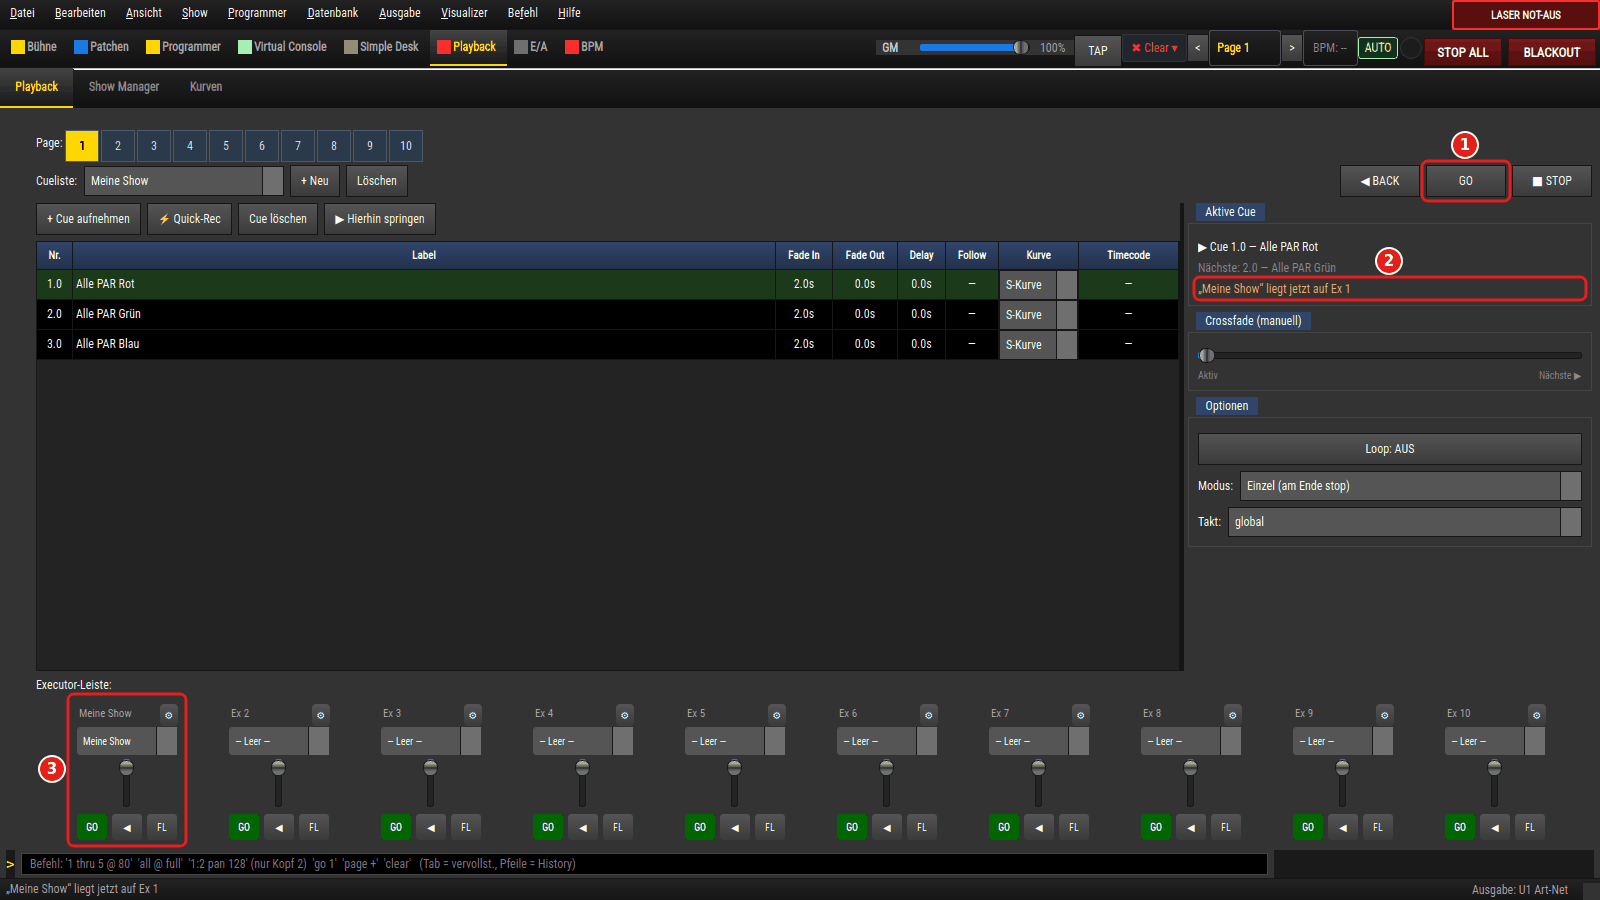 Datei Bearbeiten Ansicht Show Programmer Datenbank Ausgabe Visualizer Befehl Hilfe
LASER NOT-AUS
Bühne Patchen Programmer Virtual Console Simple Desk Playback E/A BPM
GM 100% TAP ✖ Clear ▾ < Page 1 > BPM: – AUTO STOP ALL BLACKOUT
Playback Show Manager Kurven
Page: 1 2 3 4 5 6 7 8 9 10
1
Cueliste: Meine Show + Neu Löschen
◀ BACK GO ■ STOP
+ Cue aufnehmen ⚡ Quick-Rec Cue löschen ▶ Hierhin springen
Aktive Cue
Nr. Label Fade In Fade Out Delay Follow Kurve Timecode
1.0 Alle PAR Rot 2.0s 0.0s 0.0s – S-Kurve –
2.0 Alle PAR Grün 2.0s 0.0s 0.0s – S-Kurve –
3.0 Alle PAR Blau 2.0s 0.0s 0.0s – S-Kurve –
▶ Cue 1.0 – Alle PAR Rot
2
Nächste: 2.0 – Alle PAR Grün
„Meine Show“ liegt jetzt auf Ex 1
Crossfade (manuell)
Aktiv Nächste ▶
Optionen
Loop: AUS
Modus: Einzel (am Ende stop)
Takt: global
Executor-Leiste:
Meine Show ⚙ Ex 2 ⚙ Ex 3 ⚙ Ex 4 ⚙ Ex 5 ⚙ Ex 6 ⚙ Ex 7 ⚙ Ex 8 ⚙ Ex 9 ⚙ Ex 10 ⚙
Meine Show – Leer – – Leer – – Leer – – Leer – – Leer – – Leer – – Leer – – Leer – – Leer –
3
GO ◀ FL GO ◀ FL GO ◀ FL GO ◀ FL GO ◀ FL GO ◀ FL GO ◀ FL GO ◀ FL GO ◀ FL GO ◀ FL
> Befehl: '1 thru 5 @ 80' 'all @ full' '1:2 pan 128' (nur Kopf 2) 'go 1' 'page +' 'clear' (Tab = vervollst., Pfeile = History)
„Meine Show“ liegt jetzt auf Ex 1
Ausgabe: U1 Art-Net